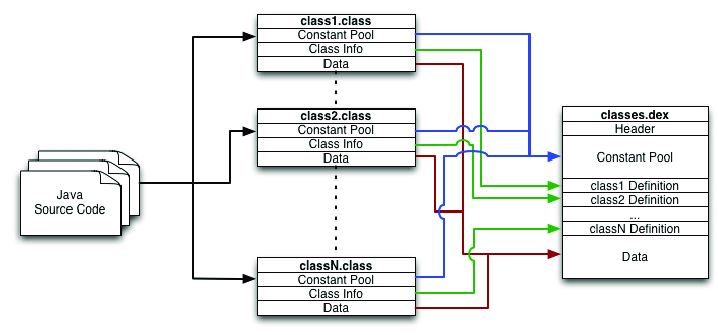 class1.class
Constant Pool
Class Info
Data
class2.class
Constant Pool
Class Info
Data
Java
Source Code
classN.class
Constant Pool
Class Info
Data
classes.dex
Header
Constant Pool
class1 Definition
class2 Definition
...
classN Definition
Data